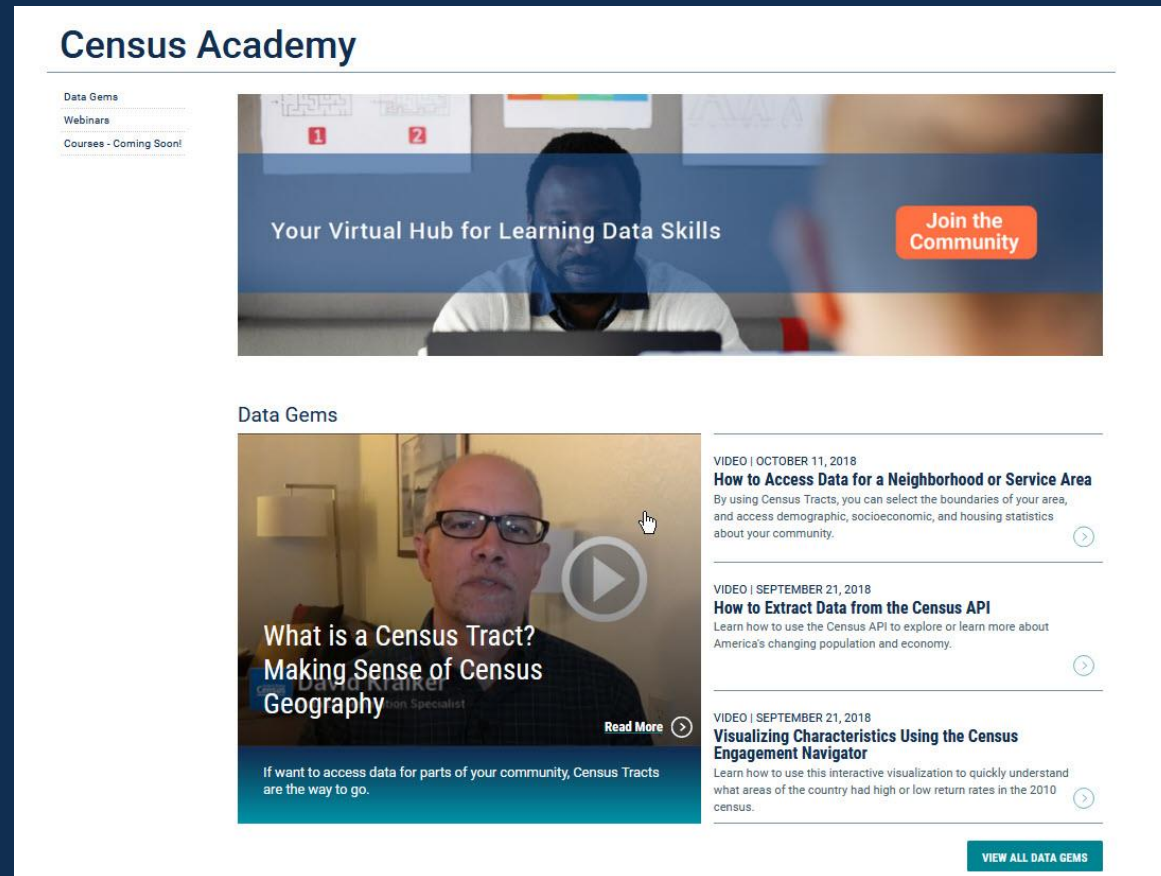 Census Academy
Data Gems
Webinars
Courses - Coming Soon!
1 2
Your Virtual Hub for Learning Data Skills
Join the
Community
Data Gems
What is a Census Tract?
Making Sense of Census
Geography
Census
David Kraiker
tion Specialist
Read More
If want to access data for parts of your community, Census Tracts
are the way to go.
VIDEO | OCTOBER 11, 2018
How to Access Data for a Neighborhood or Service Area
By using Census Tracts, you can select the boundaries of your area,
and access demographic, socioeconomic, and housing statistics
about your community.
VIDEO | SEPTEMBER 21, 2018
How to Extract Data from the Census API
Learn how to use the Census API to explore or learn more about
America's changing population and economy.
VIDEO | SEPTEMBER 21, 2018
Visualizing Characteristics Using the Census
Engagement Navigator
Learn how to use this interactive visualization to quickly understand
what areas of the country had high or low return rates in the 2010
census.
VIEW ALL DATA GEMS